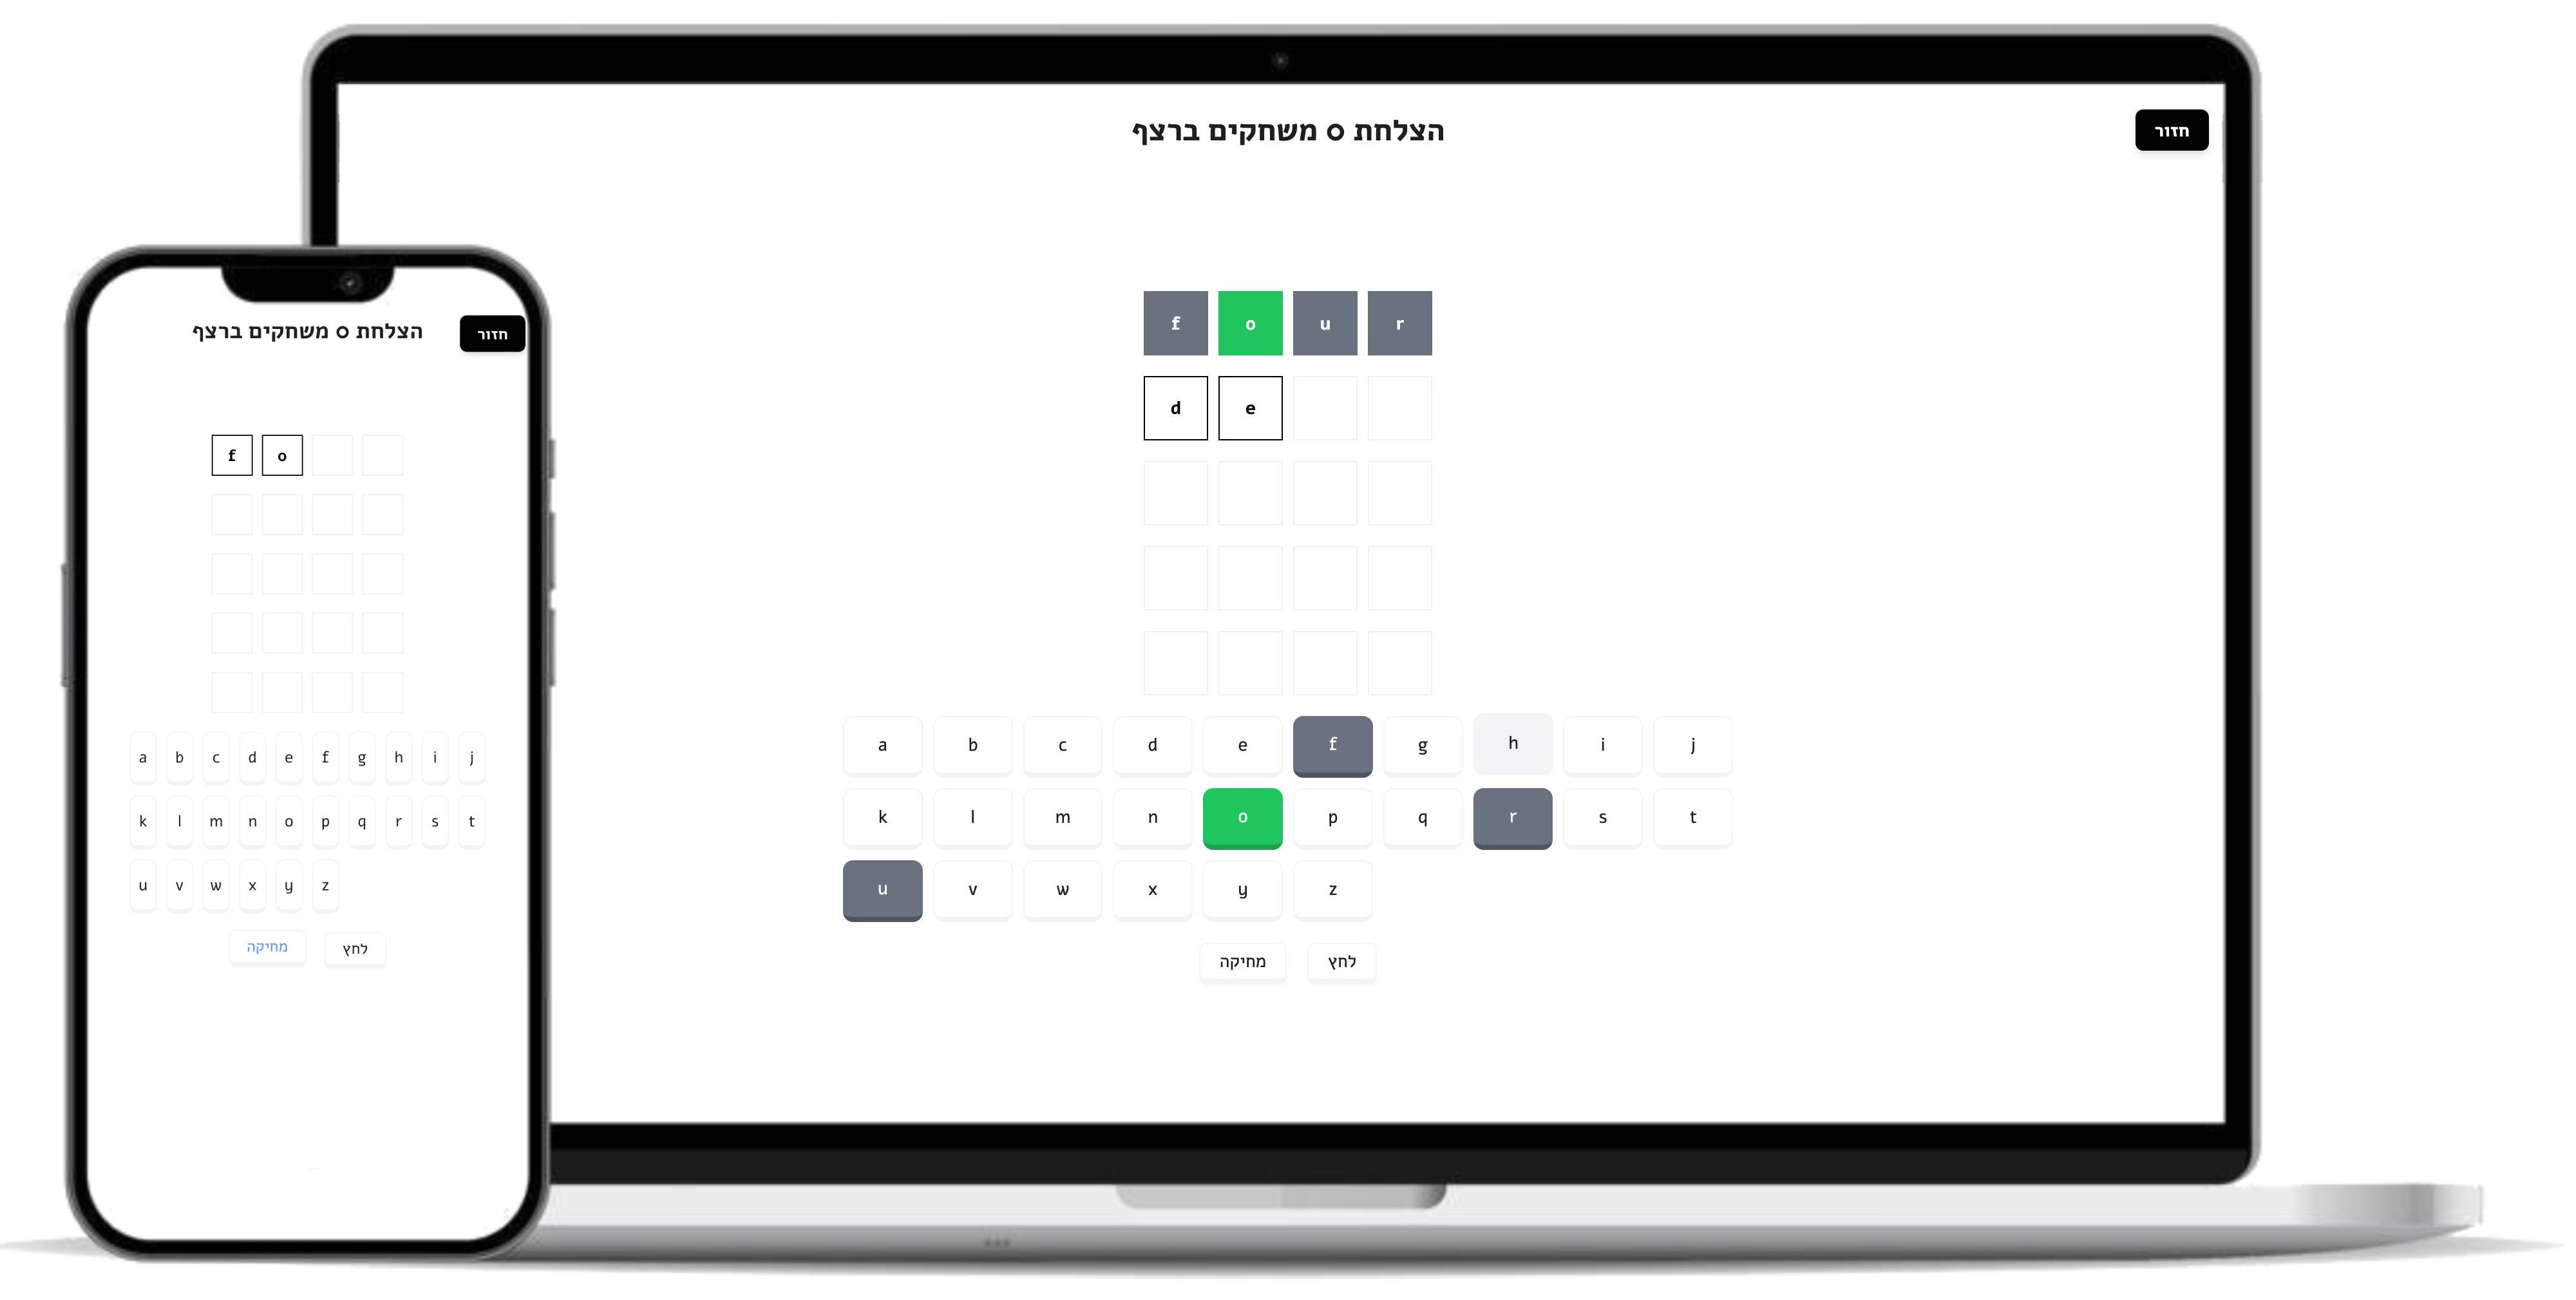 חזור
הצלחת 0 משחקים ברצף
f o u r
d e
a b c d e f g h i j
k l m n o p q r s t
u v w x y z
לחץ מחיקה
חזור
הצלחת 0 משחקים ברצף
f o
a b c d e f g h i j
k l m n o p q r s t
u v w x y z
לחץ מחיקה